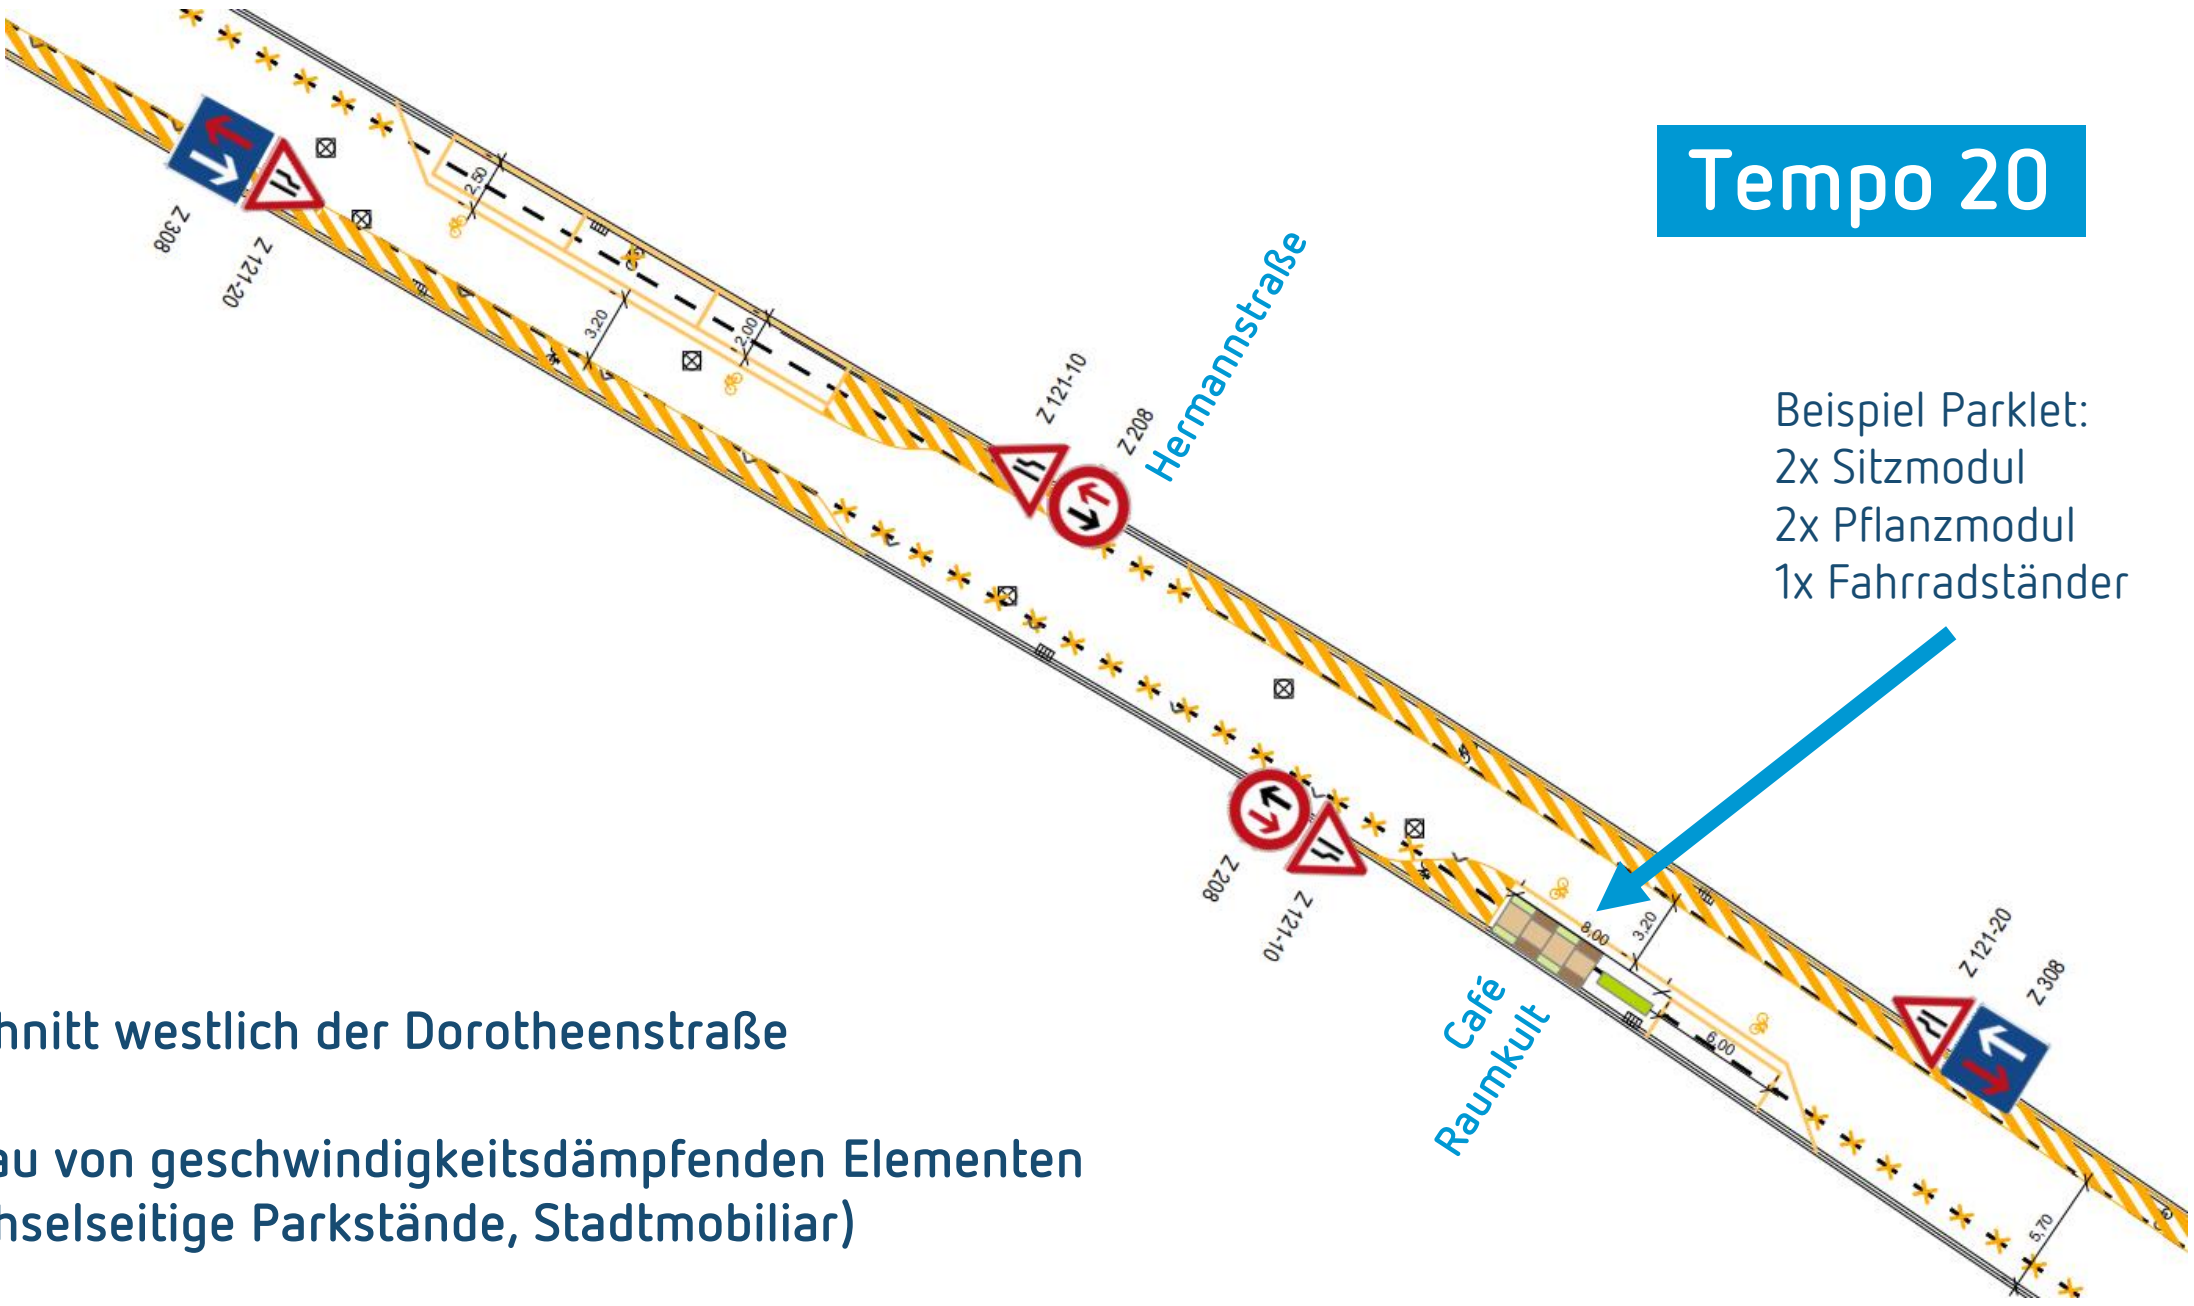 Tempo 20
2,50
Z 308
Z 121-20
3,20
2,00
Z 121-10
Z 208
Hermannstraße
Beispiel Parklet:
2x Sitzmodul
2x Pflanzmodul
1x Fahrradständer
Z 208
Z 121-10
8,00
3,20
Z 121-20
Z 308
Café
Raumkult
6,00
5,70
hnitt westlich der Dorotheenstraße
au von geschwindigkeitsdämpfenden Elementen
hselseitige Parkstände, Stadtmobiliar)